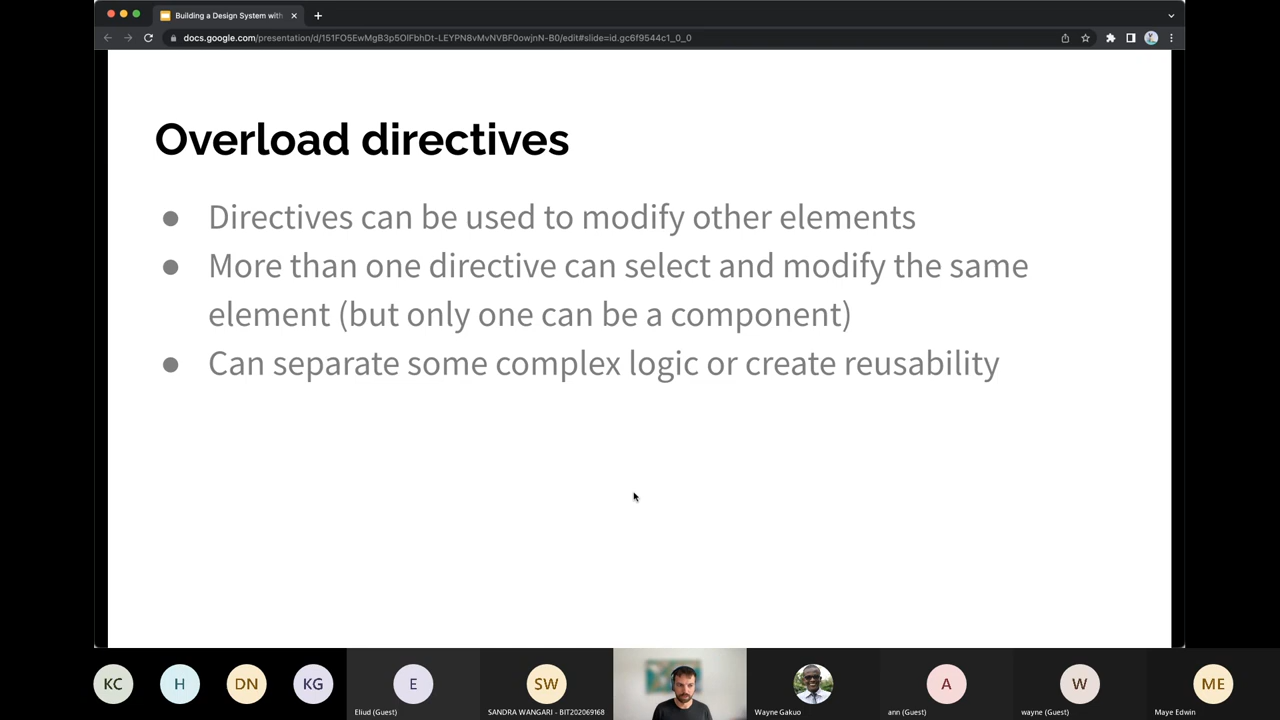 Building a Design System with
docs.google.com/presentation/d/151FO5EwMgB3p5OlFbhDt-LEYPN8vMvNVBF0owjnN-B0/edit#slide=id.gc6f9544c1_0_0
Overload directives
● Directives can be used to modify other elements
● More than one directive can select and modify the same
element (but only one can be a component)
● Can separate some complex logic or create reusability
KC
H
DN
KG
E
SW
A
W
ME
Eliud (Guest)
SANDRA WANGARI - BIT202069168
Wayne Gakuo
ann (Guest)
wayne (Guest)
Maye Edwin